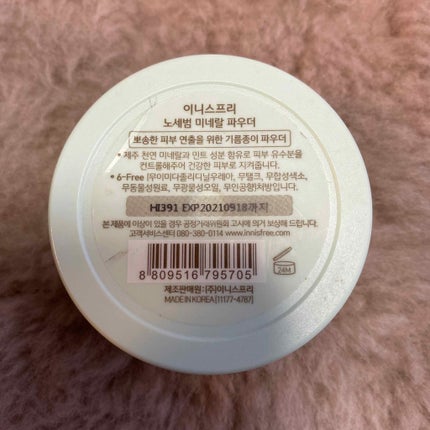 이니스프리
노세범 미네랄 파우더
뽀송한 피부 연출을 위한 기름종이 파우더
• 제주 천연 미네랄과 민트 성분 함유로 피부 유수분을
컨트롤해주어 건강한 피부로 지켜줍니다.
• 6-Free (무이미다졸리디닐우레아, 무탤크, 무합성색소,
무동물성원료, 무광물성오일, 무인공향)처방입니다.
HI391 EXP20210918까지
본 제품에 이상이 있을 경우 공정거래위원회 고시에 의거 보상해 드립니다.
고객서비스센터 080-380-0114 www.innisfree.com
24M
8 809516 795705
제조판매원 : (주)이니스프리
MADE IN KOREA [11177-4787]